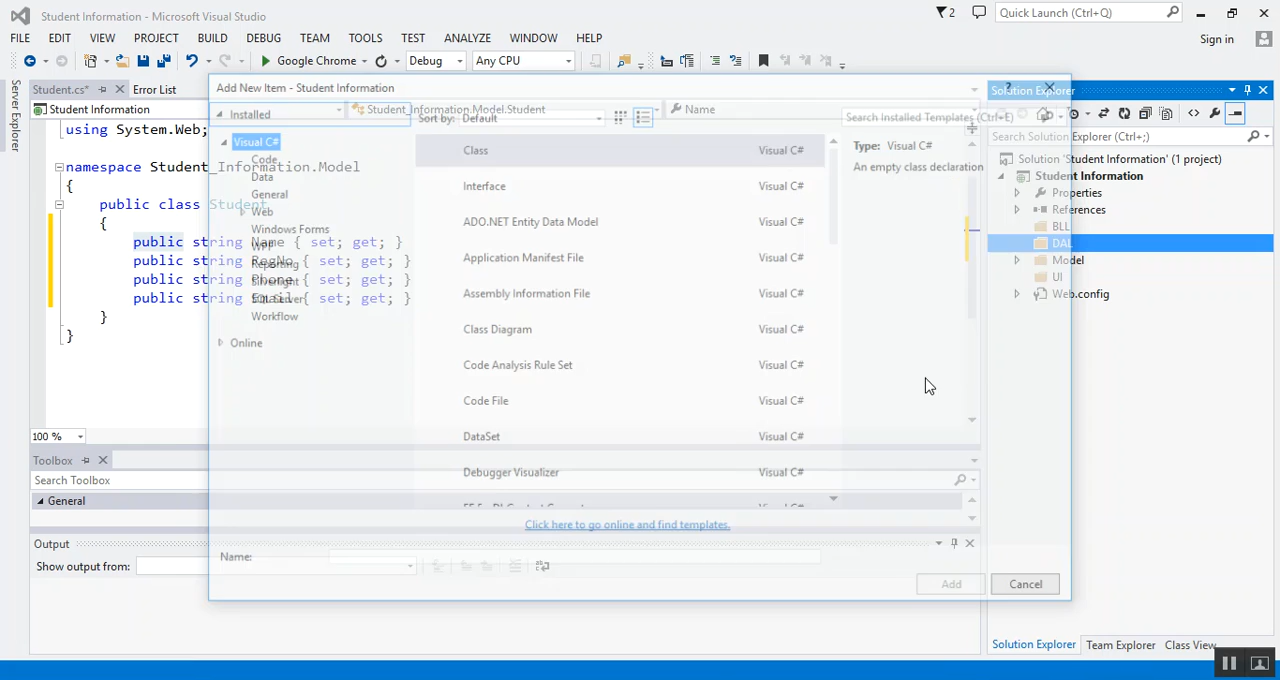 Student Information - Microsoft Visual Studio
2
Quick Launch (Ctrl+Q)
FILE EDIT VIEW PROJECT BUILD DEBUG TEAM TOOLS TEST ANALYZE WINDOW HELP
Sign in
Google Chrome
Debug
Any CPU
Server Explorer
Student.cs*
Error List
Student Information
Student_Information.Model.Student
Name
using System.Web;
namespace Student_Information.Model
{
public class Student
{
public string Name { set; get; }
public string RegNo { set; get; }
public string Phone { set; get; }
public string Email { set; get; }
}
}
100 %
Add New Item - Student Information
?
Installed
Sort by: Default
Search Installed Templates (Ctrl+E)
Visual C#
Code
Data
General
Web
Windows Forms
WPF
Reporting
Silverlight
SQL Server
Workflow
Online
Class Visual C#
Interface Visual C#
ADO.NET Entity Data Model Visual C#
Application Manifest File Visual C#
Assembly Information File Visual C#
Class Diagram Visual C#
Code Analysis Rule Set Visual C#
Code File Visual C#
DataSet Visual C#
Debugger Visualizer Visual C#
Type: Visual C#
An empty class declaration
Click here to go online and find templates.
Name:
Add
Cancel
Solution Explorer
Search Solution Explorer (Ctrl+;)
Solution 'Student Information' (1 project)
Student Information
Properties
References
BLL
DAL
Model
UI
Web.config
Toolbox
Search Toolbox
General
Output
Show output from:
Solution Explorer Team Explorer Class View